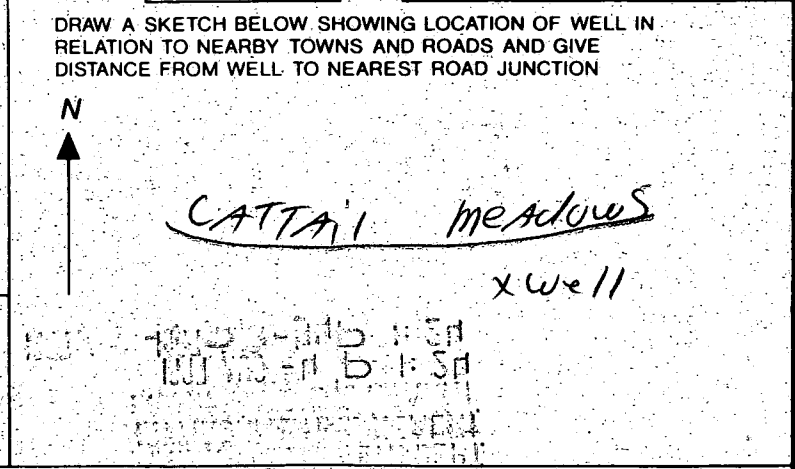 DRAW A SKETCH BELOW SHOWING LOCATION OF WELL IN
RELATION TO NEARBY TOWNS AND ROADS AND GIVE
DISTANCE FROM WELL TO NEAREST ROAD JUNCTION
N
CATTAil meAdowS
x Well